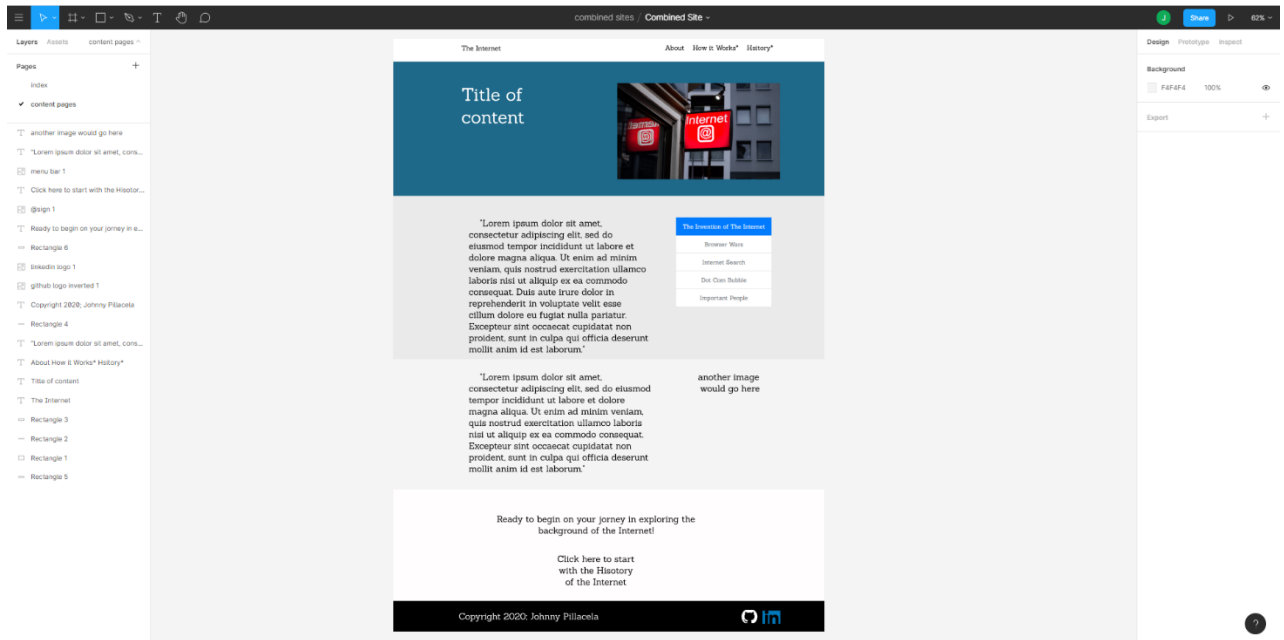 combined sites / Combined Site
J
Share
62%
Layers Assets content pages
Pages
index
content pages
another image would go here
"Lorem ipsum dolor sit amet, cons...
menu bar 1
Click here to start with the Hisotor...
@sign 1
Ready to begin on your jorney in e...
Rectangle 6
linkedin logo 1
github logo inverted 1
Copyright 2020; Johnny Pillacela
Rectangle 4
"Lorem ipsum dolor sit amet, cons...
About How it Works* Hsitory*
Title of content
The Internet
Rectangle 3
Rectangle 2
Rectangle 1
Rectangle 5
The Internet
About How it Works* Hsitory*
Title of
content
Internet
@
"Lorem ipsum dolor sit amet,
consectetur adipiscing elit, sed do
eiusmod tempor incididunt ut labore et
dolore magna aliqua. Ut enim ad minim
veniam, quis nostrud exercitation ullamco
laboris nisi ut aliquip ex ea commodo
consequat. Duis aute irure dolor in
reprehenderit in voluptate velit esse
cillum dolore eu fugiat nulla pariatur.
Excepteur sint occaecat cupidatat non
proident, sunt in culpa qui officia deserunt
mollit anim id est laborum."
The Invention of The Internet
Browser Wars
Internet Search
Dot Com Bubble
Important People
"Lorem ipsum dolor sit amet,
consectetur adipiscing elit, sed do eiusmod
tempor incididunt ut labore et dolore
magna aliqua. Ut enim ad minim veniam,
quis nostrud exercitation ullamco laboris
nisi ut aliquip ex ea commodo consequat.
Excepteur sint occaecat cupidatat non
proident, sunt in culpa qui officia deserunt
mollit anim id est laborum."
another image
would go here
Ready to begin on your jorney in exploring the
background of the Internet!
Click here to start
with the Hisotory
of the Internet
Copyright 2020; Johnny Pillacela
in
Design Prototype Inspect
Background
F4F4F4 100%
Export
?